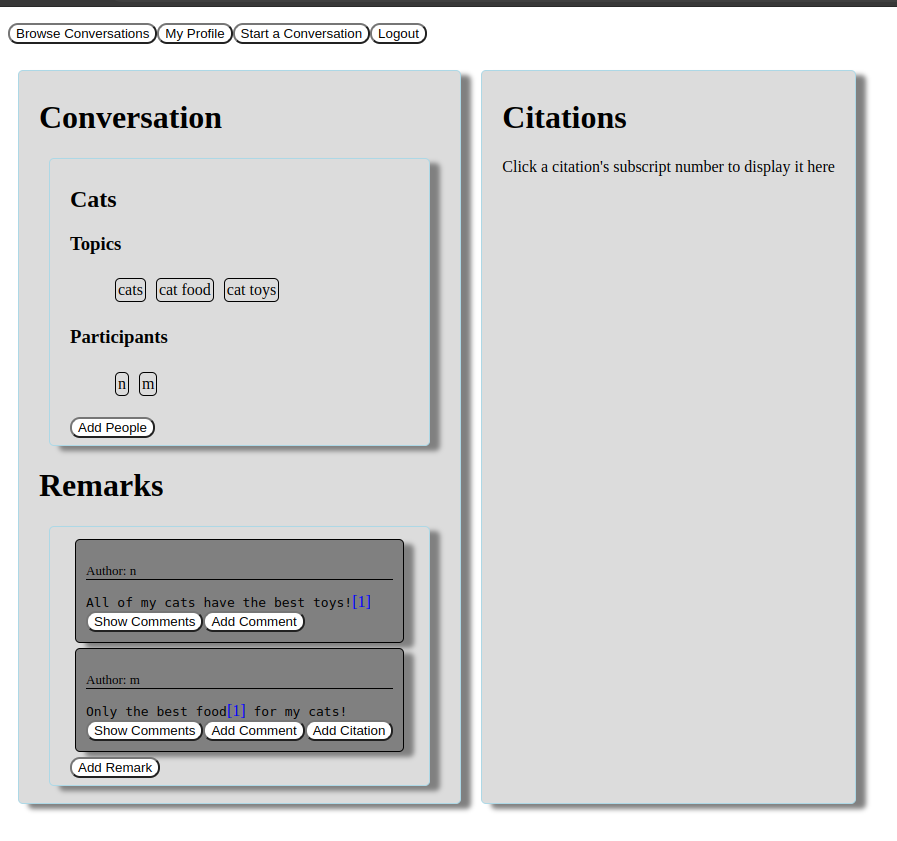 Browse Conversations My Profile Start a Conversation Logout
Conversation
Cats
Topics
cats cat food cat toys
Participants
n m
Add People
Remarks
Author: n
All of my cats have the best toys![1]
Show Comments Add Comment
Author: m
Only the best food[1] for my cats!
Show Comments Add Comment Add Citation
Add Remark
Citations
Click a citation's subscript number to display it here